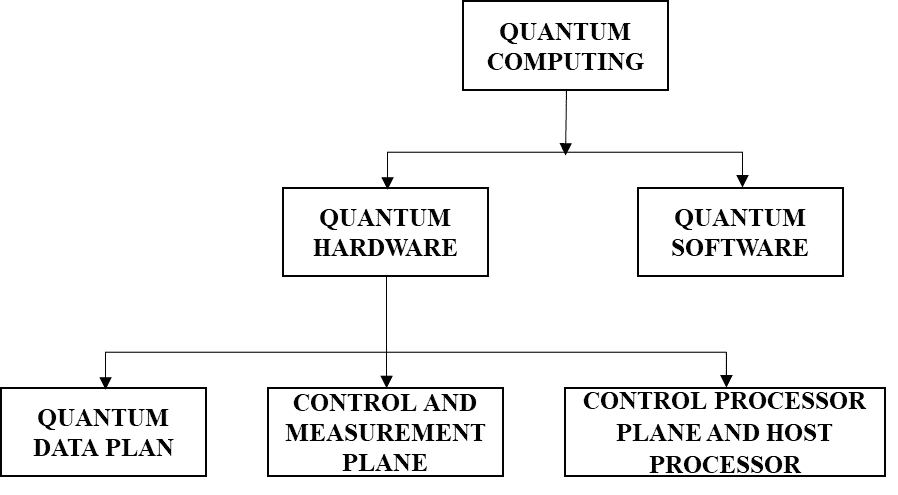 QUANTUM
COMPUTING
QUANTUM
HARDWARE
QUANTUM
SOFTWARE
QUANTUM
DATA PLAN
CONTROL AND
MEASUREMENT
PLANE
CONTROL PROCESSOR
PLANE AND HOST
PROCESSOR